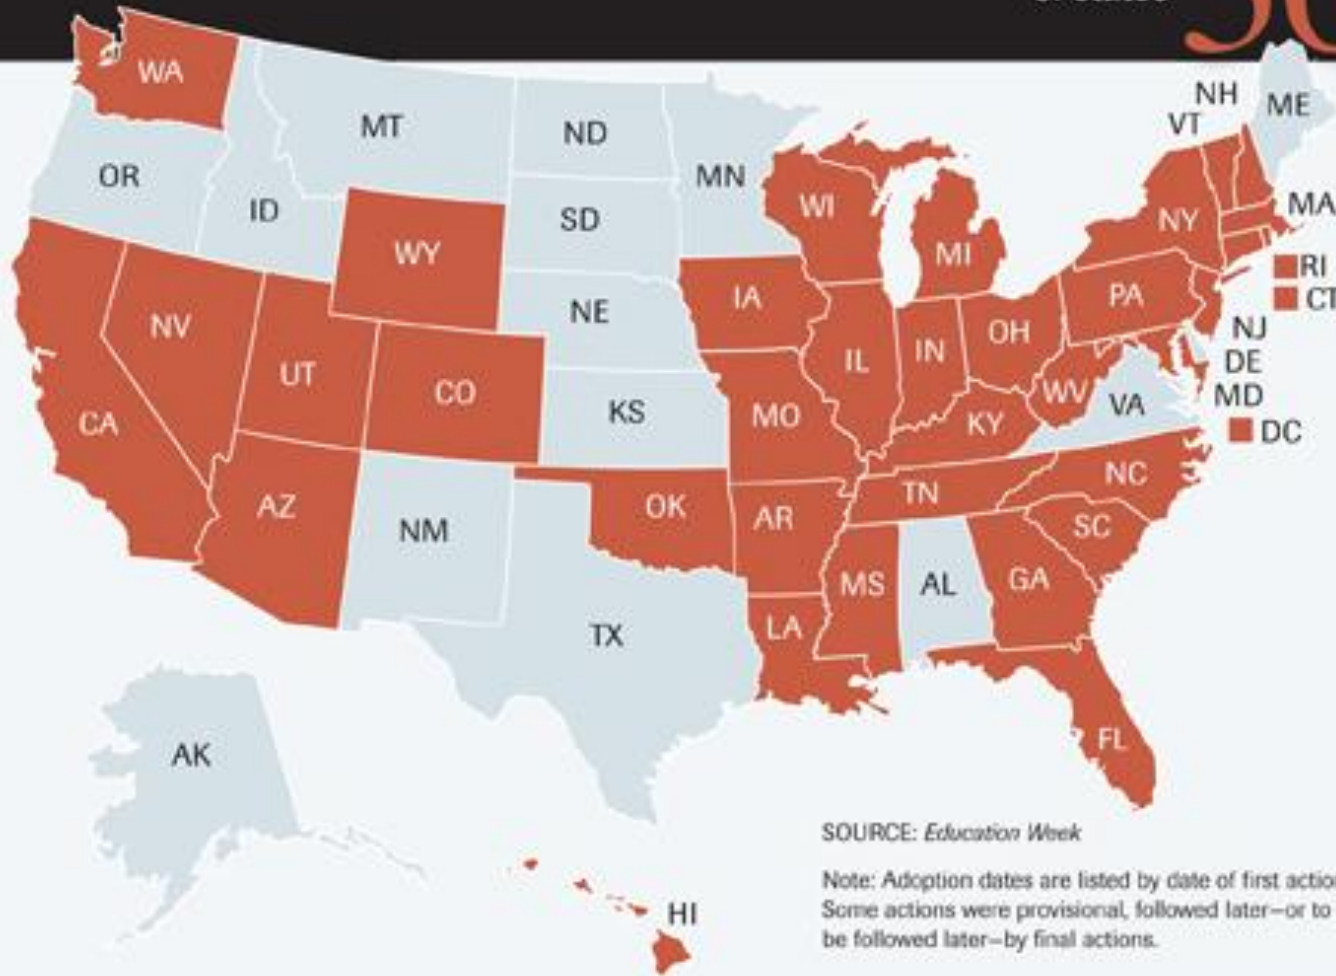 WA
MT
ND
MN
OR
ID
SD
WY
WI
MI
NY
NH
VT
ME
MA
RI
CT
NJ
DE
MD
DC
NE
IA
NV
UT
CO
KS
MO
IL
IN
OH
PA
WV
VA
KY
CA
AZ
NM
OK
AR
TN
NC
SC
MS
AL
GA
LA
TX
FL
AK
HI
SOURCE: Education Week
Note: Adoption dates are listed by date of first action
Some actions were provisional, followed later—or to
be followed later—by final actions.